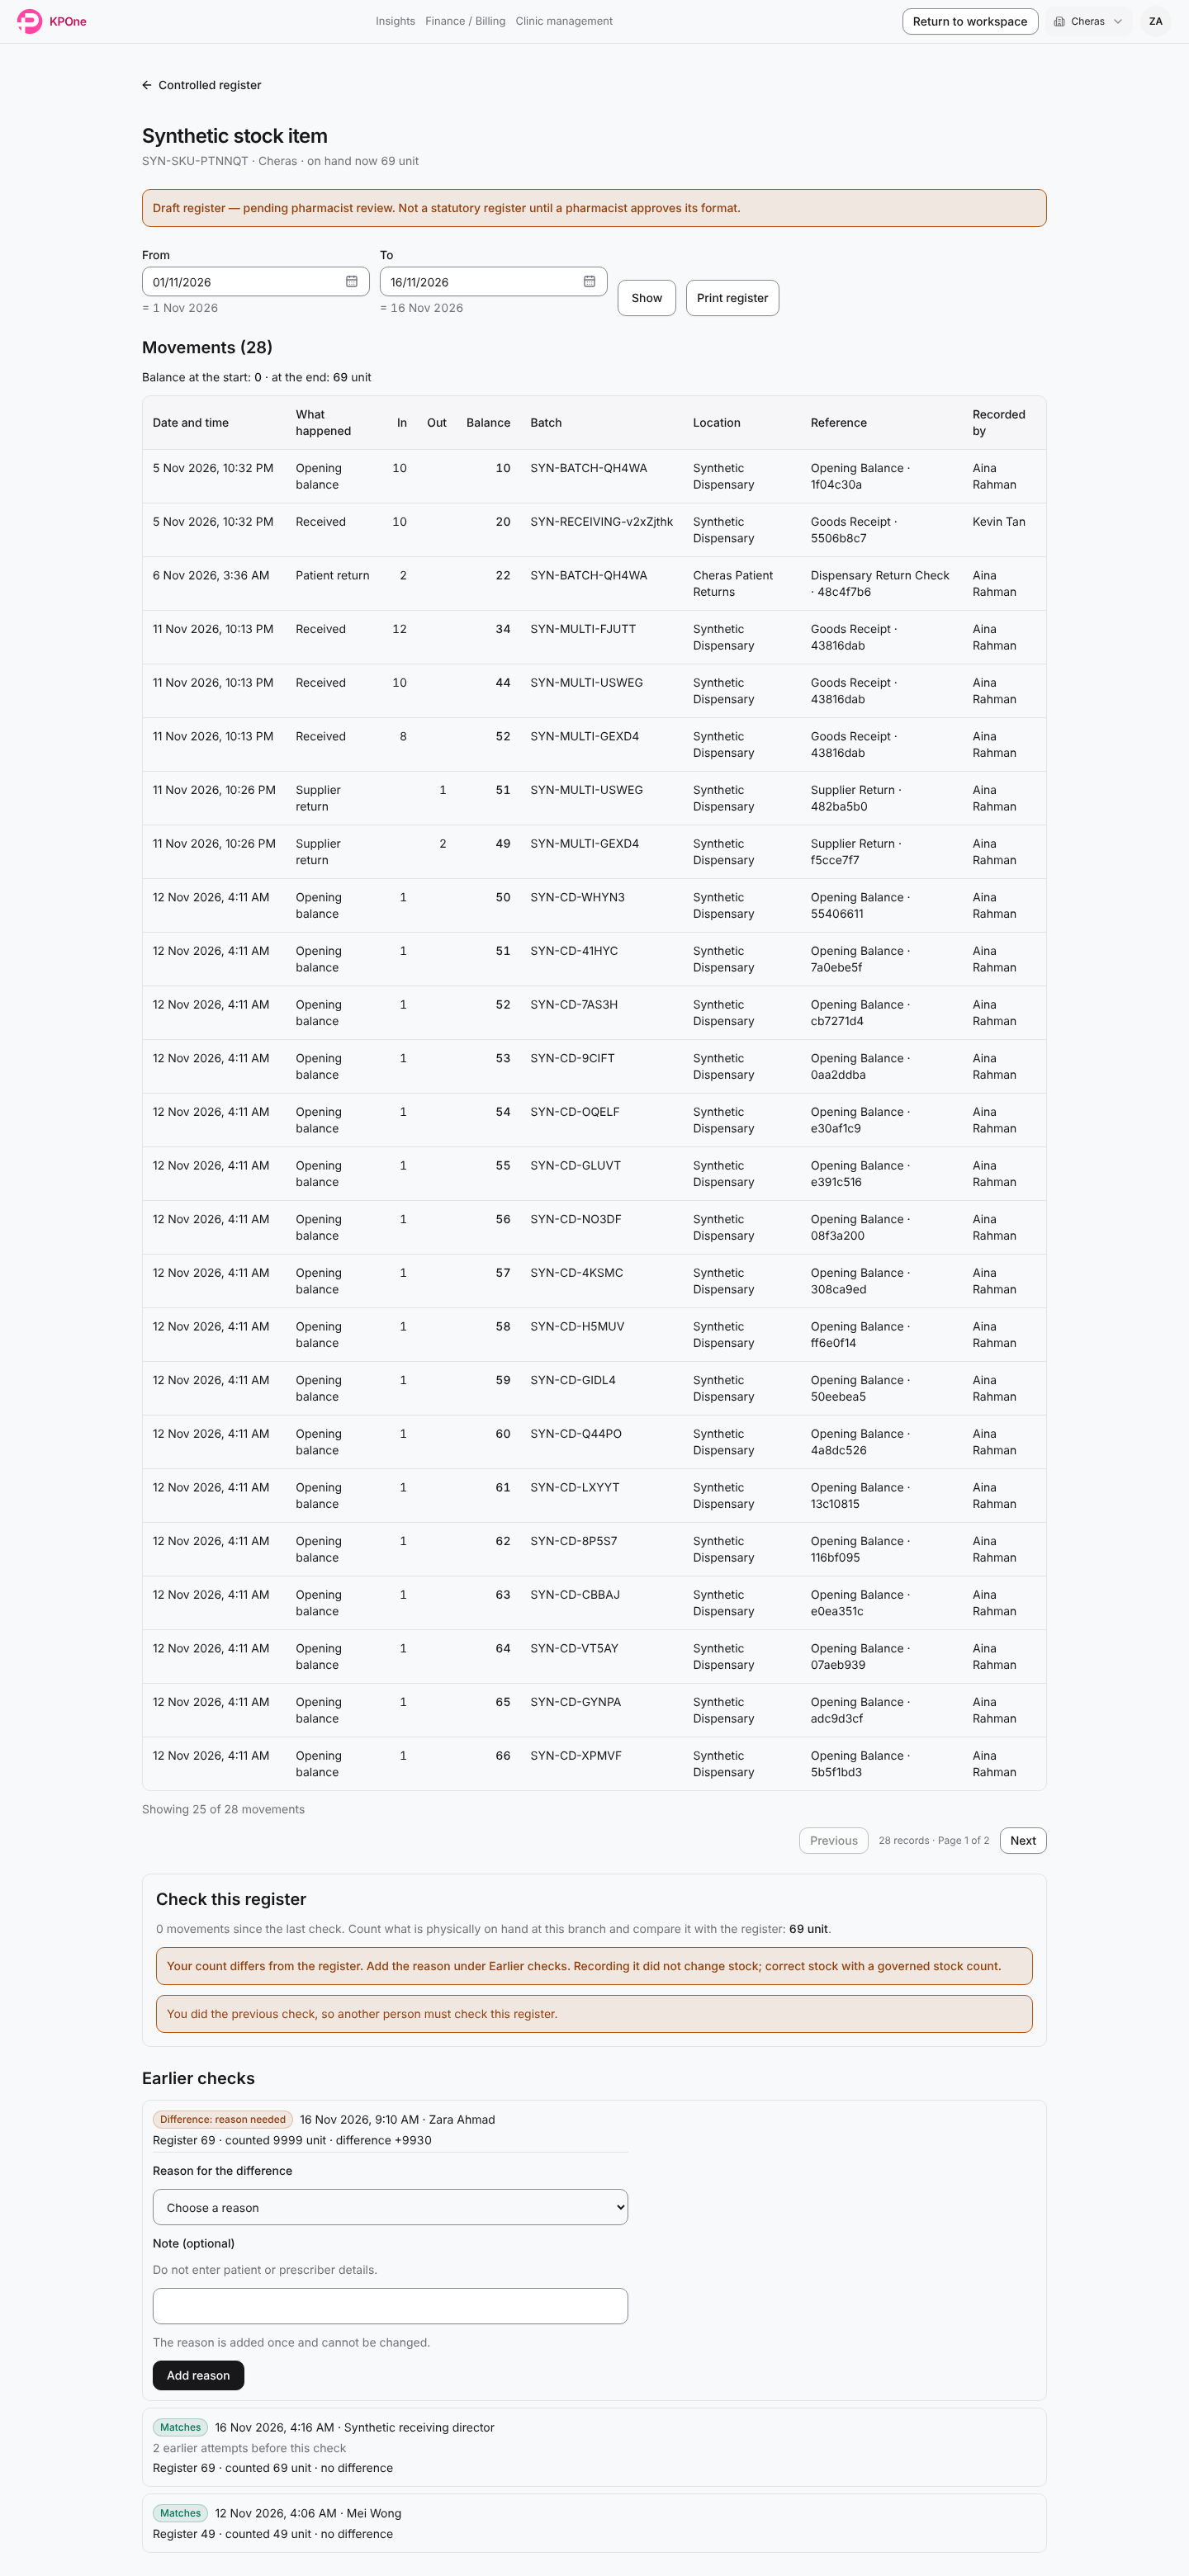 KPOne
Insights Finance / Billing Clinic management
Return to workspace
Cheras
ZA
← Controlled register
Synthetic stock item
SYN-SKU-PTNNQT · Cheras · on hand now 69 unit
Draft register — pending pharmacist review. Not a statutory register until a pharmacist approves its format.
From To
01/11/2026 16/11/2026 Show Print register
= 1 Nov 2026 = 16 Nov 2026
Movements (28)
Balance at the start: 0 · at the end: 69 unit
Date and time What happened In Out Balance Batch Location Reference Recorded by
5 Nov 2026, 10:32 PM Opening balance 10 10 SYN-BATCH-QH4WA Synthetic Dispensary Opening Balance · 1f04c30a Aina Rahman
5 Nov 2026, 10:32 PM Received 10 20 SYN-RECEIVING-v2xZjthk Synthetic Dispensary Goods Receipt · 5506b8c7 Kevin Tan
6 Nov 2026, 3:36 AM Patient return 2 22 SYN-BATCH-QH4WA Cheras Patient Returns Dispensary Return Check · 48c4f7b6 Aina Rahman
11 Nov 2026, 10:13 PM Received 12 34 SYN-MULTI-FJUTT Synthetic Dispensary Goods Receipt · 43816dab Aina Rahman
11 Nov 2026, 10:13 PM Received 10 44 SYN-MULTI-USWEG Synthetic Dispensary Goods Receipt · 43816dab Aina Rahman
11 Nov 2026, 10:13 PM Received 8 52 SYN-MULTI-GEXD4 Synthetic Dispensary Goods Receipt · 43816dab Aina Rahman
11 Nov 2026, 10:26 PM Supplier return 1 51 SYN-MULTI-USWEG Synthetic Dispensary Supplier Return · 482ba5b0 Aina Rahman
11 Nov 2026, 10:26 PM Supplier return 2 49 SYN-MULTI-GEXD4 Synthetic Dispensary Supplier Return · f5cce7f7 Aina Rahman
12 Nov 2026, 4:11 AM Opening balance 1 50 SYN-CD-WHYN3 Synthetic Dispensary Opening Balance · 55406611 Aina Rahman
12 Nov 2026, 4:11 AM Opening balance 1 51 SYN-CD-41HYC Synthetic Dispensary Opening Balance · 7a0ebe5f Aina Rahman
12 Nov 2026, 4:11 AM Opening balance 1 52 SYN-CD-7AS3H Synthetic Dispensary Opening Balance · cb7271d4 Aina Rahman
12 Nov 2026, 4:11 AM Opening balance 1 53 SYN-CD-9CIFT Synthetic Dispensary Opening Balance · 0aa2ddba Aina Rahman
12 Nov 2026, 4:11 AM Opening balance 1 54 SYN-CD-OQELF Synthetic Dispensary Opening Balance · e30af1c9 Aina Rahman
12 Nov 2026, 4:11 AM Opening balance 1 55 SYN-CD-GLUVT Synthetic Dispensary Opening Balance · e391c516 Aina Rahman
12 Nov 2026, 4:11 AM Opening balance 1 56 SYN-CD-NO3DF Synthetic Dispensary Opening Balance · 08f3a200 Aina Rahman
12 Nov 2026, 4:11 AM Opening balance 1 57 SYN-CD-4KSMC Synthetic Dispensary Opening Balance · 308ca9ed Aina Rahman
12 Nov 2026, 4:11 AM Opening balance 1 58 SYN-CD-H5MUV Synthetic Dispensary Opening Balance · ff6e0f14 Aina Rahman
12 Nov 2026, 4:11 AM Opening balance 1 59 SYN-CD-GIDL4 Synthetic Dispensary Opening Balance · 50eebea5 Aina Rahman
12 Nov 2026, 4:11 AM Opening balance 1 60 SYN-CD-Q44PO Synthetic Dispensary Opening Balance · 4a8dc526 Aina Rahman
12 Nov 2026, 4:11 AM Opening balance 1 61 SYN-CD-LXYYT Synthetic Dispensary Opening Balance · 13c10815 Aina Rahman
12 Nov 2026, 4:11 AM Opening balance 1 62 SYN-CD-8P5S7 Synthetic Dispensary Opening Balance · 116bf095 Aina Rahman
12 Nov 2026, 4:11 AM Opening balance 1 63 SYN-CD-CBBAJ Synthetic Dispensary Opening Balance · e0ea351c Aina Rahman
12 Nov 2026, 4:11 AM Opening balance 1 64 SYN-CD-VT5AY Synthetic Dispensary Opening Balance · 07aeb939 Aina Rahman
12 Nov 2026, 4:11 AM Opening balance 1 65 SYN-CD-GYNPA Synthetic Dispensary Opening Balance · adc9d3cf Aina Rahman
12 Nov 2026, 4:11 AM Opening balance 1 66 SYN-CD-XPMVF Synthetic Dispensary Opening Balance · 5b5f1bd3 Aina Rahman
Showing 25 of 28 movements
Previous 28 records · Page 1 of 2 Next
Check this register
0 movements since the last check. Count what is physically on hand at this branch and compare it with the register: 69 unit.
Your count differs from the register. Add the reason under Earlier checks. Recording it did not change stock; correct stock with a governed stock count.
You did the previous check, so another person must check this register.
Earlier checks
Difference: reason needed 16 Nov 2026, 9:10 AM · Zara Ahmad
Register 69 · counted 9999 unit · difference +9930
Reason for the difference
Choose a reason
Note (optional)
Do not enter patient or prescriber details.
The reason is added once and cannot be changed.
Add reason
Matches 16 Nov 2026, 4:16 AM · Synthetic receiving director
2 earlier attempts before this check
Register 69 · counted 69 unit · no difference
Matches 12 Nov 2026, 4:06 AM · Mei Wong
Register 49 · counted 49 unit · no difference